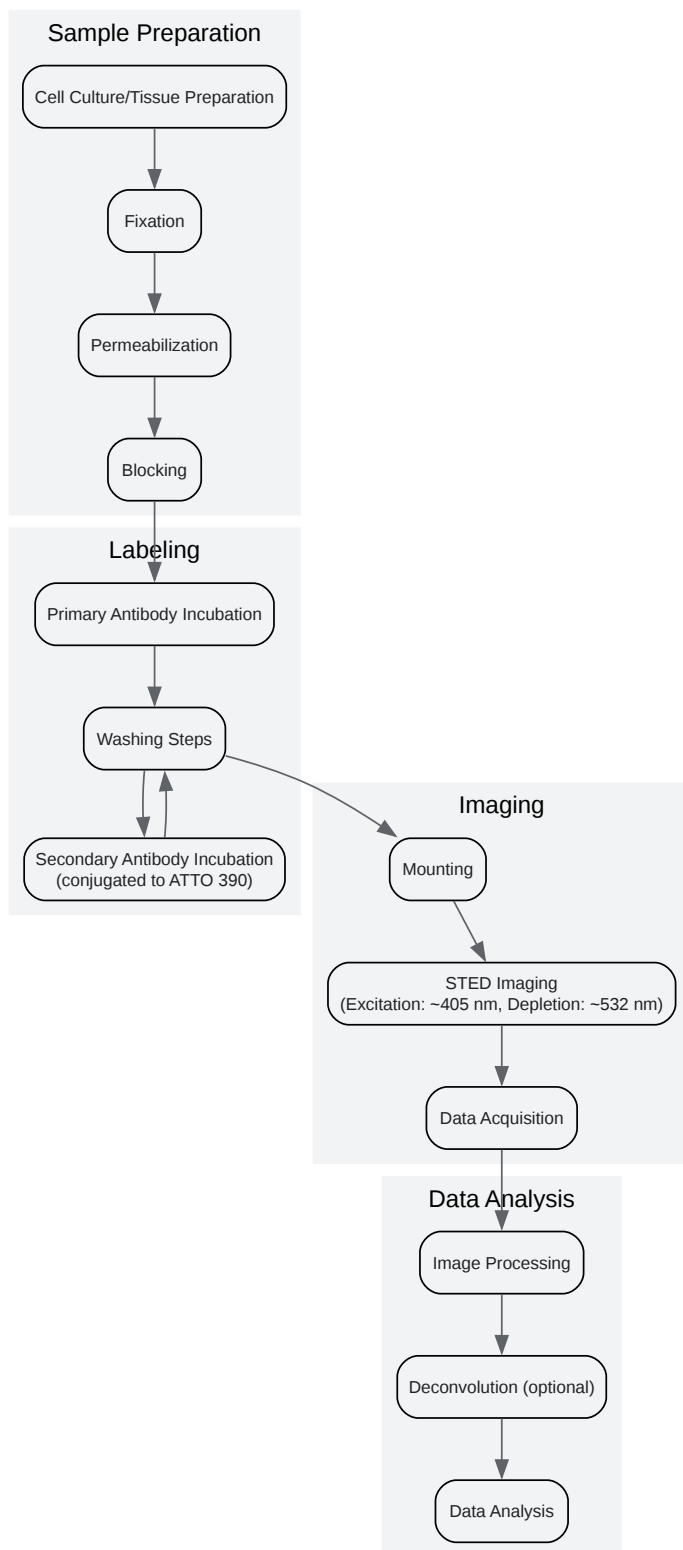 Sample Preparation
Cell Culture/Tissue Preparation
Fixation
Permeabilization
Blocking
Labeling
Primary Antibody Incubation
Washing Steps
Secondary Antibody Incubation
(conjugated to ATTO 390)
Imaging
Mounting
STED Imaging
(Excitation: ~405 nm, Depletion: ~532 nm)
Data Acquisition
Data Analysis
Image Processing
Deconvolution (optional)
Data Analysis